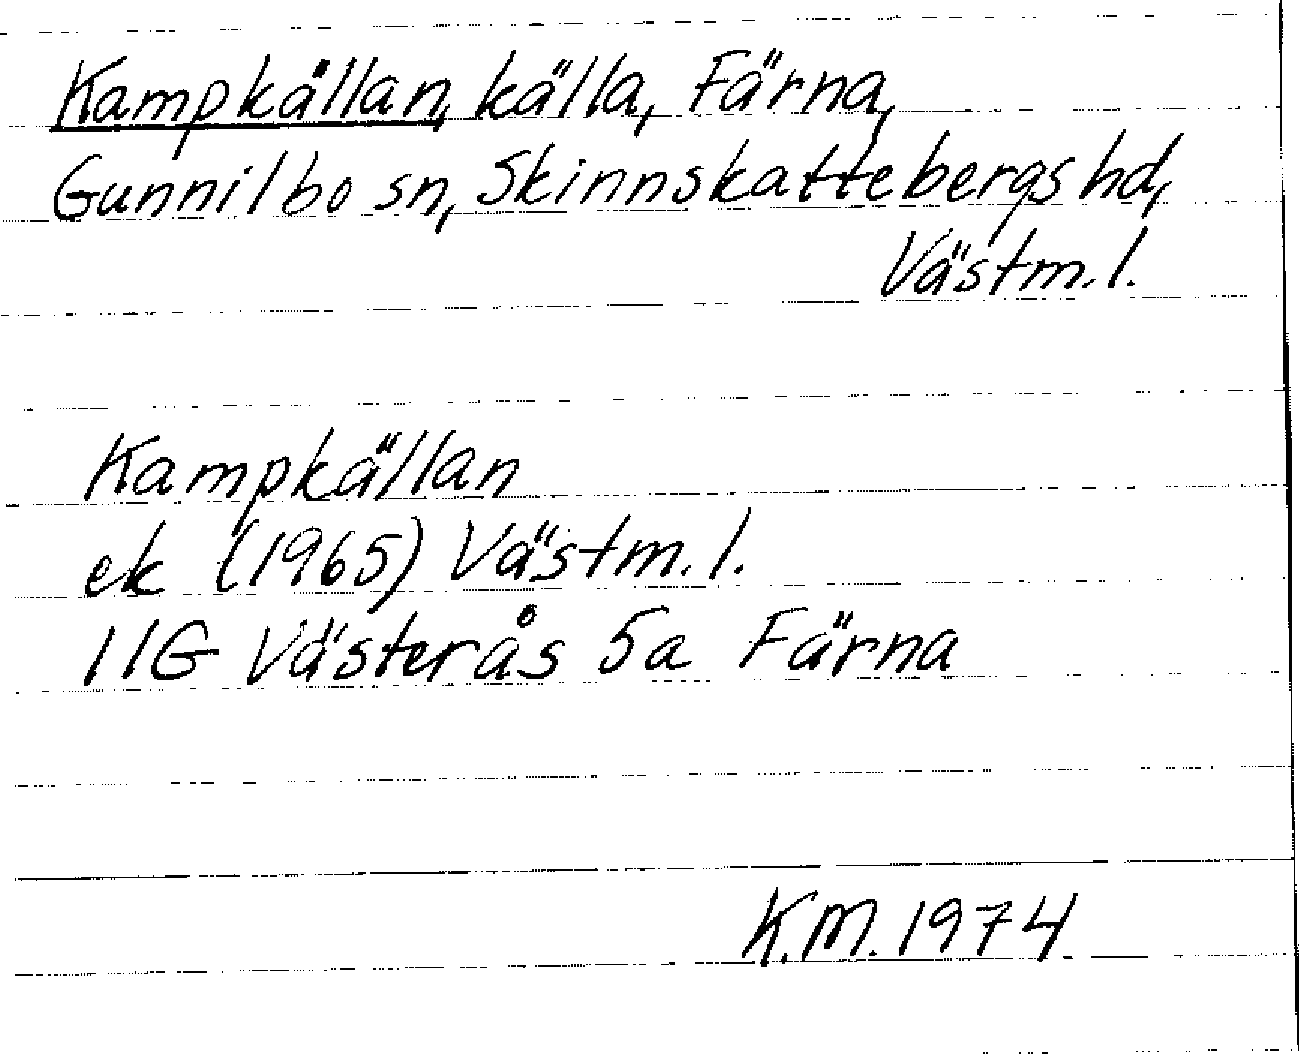 Kampkällan, källa, Färna,
Gunnilbo sn, Skinnskattebergs hd,
Västm. l.
Kampkällan
ek (1965) Västm. l.
11G Västerås 5a Färna
K.M. 1974